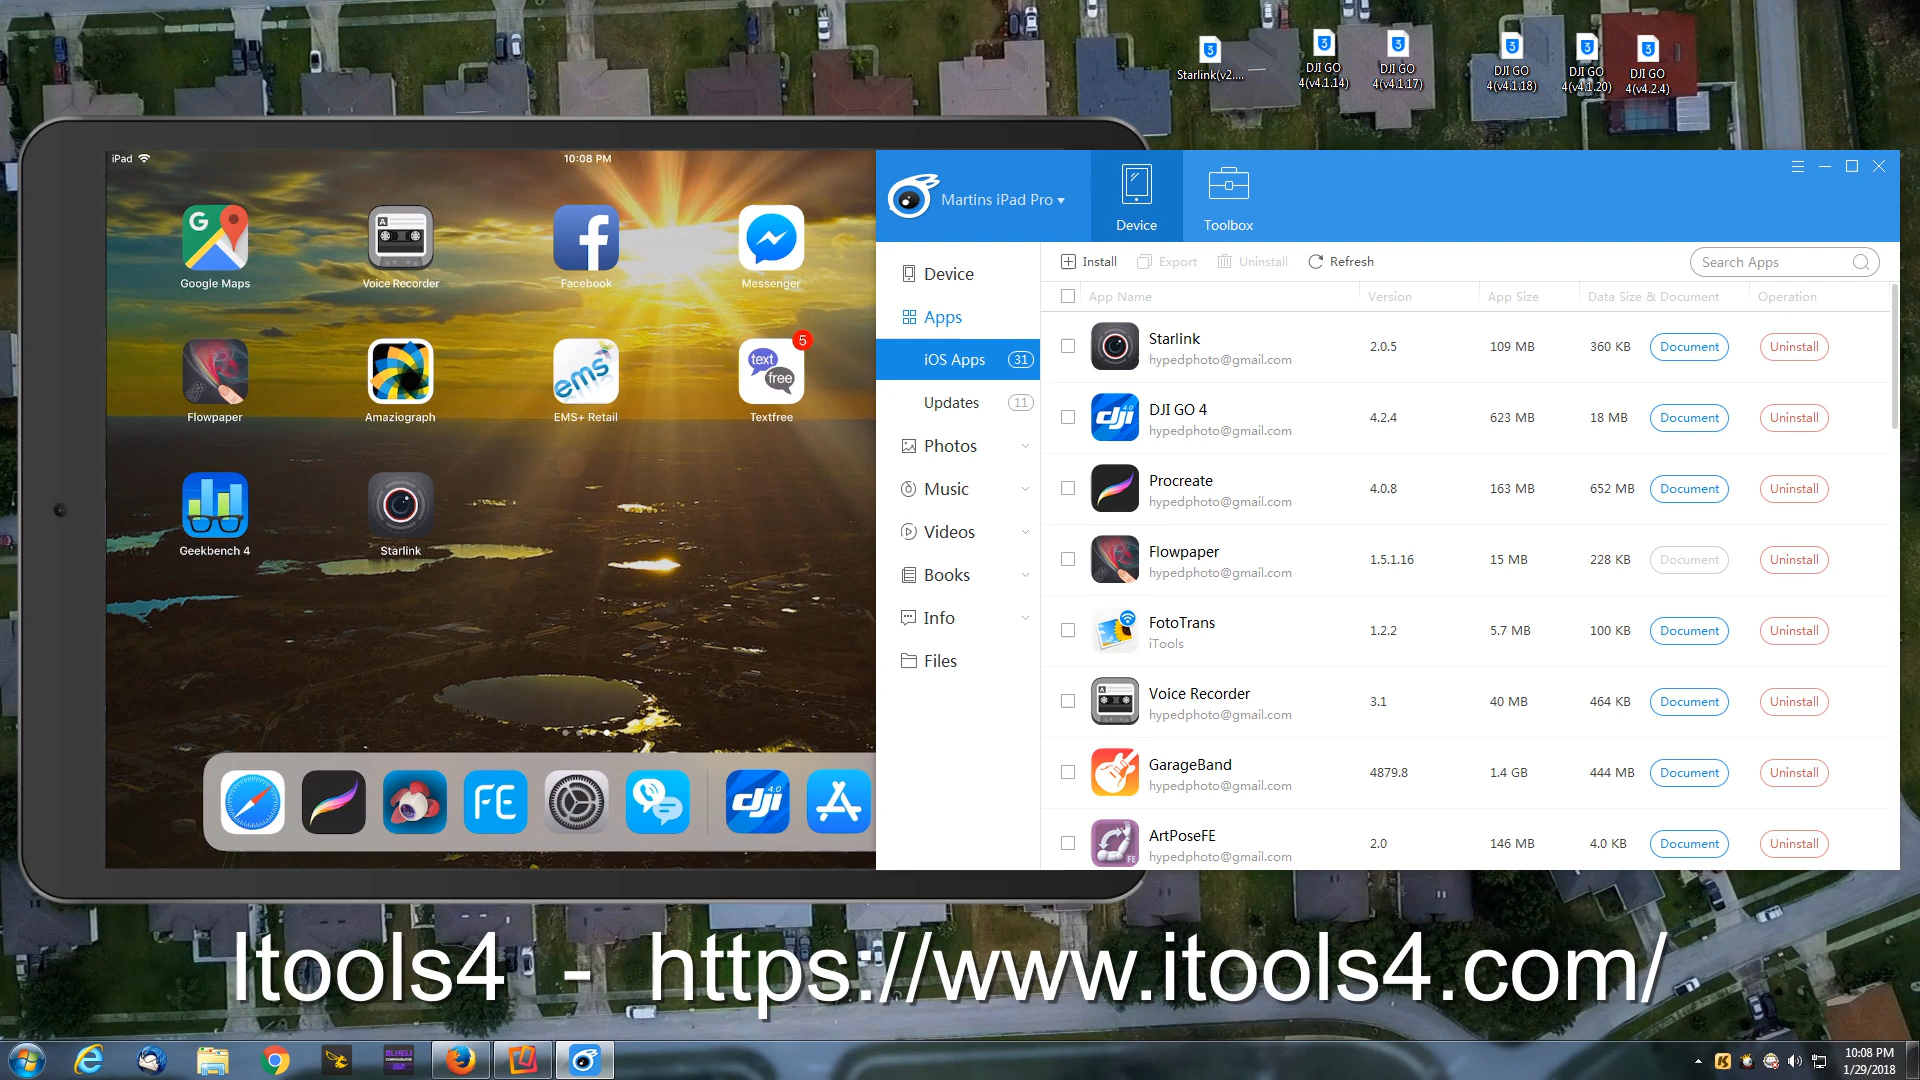 Starlink(v2....
DJI GO
4(v4.1.14)
DJI GO
4(v4.1.17)
DJI GO
4(v4.1.18)
DJI GO
4(v4.1.20)
DJI GO
4(v4.2.4)
iPad
10:08 PM
Google Maps
Voice Recorder
Facebook
Messenger
text
free
5
ems
Flowpaper
Amaziograph
EMS+ Retail
Textfree
Geekbench 4
Starlink
FE
dji 4.0
Martins iPad Pro
Device
Toolbox
Device
Apps
iOS Apps 31
Updates 11
Photos
Music
Videos
Books
Info
Files
Install
Export
Uninstall
Refresh
Search Apps
App Name Version App Size Data Size & Document Operation
Starlink
hypedphoto@gmail.com
2.0.5 109 MB 360 KB Document Uninstall
DJI GO 4
hypedphoto@gmail.com
4.2.4 623 MB 18 MB Document Uninstall
Procreate
hypedphoto@gmail.com
4.0.8 163 MB 652 MB Document Uninstall
Flowpaper
hypedphoto@gmail.com
1.5.1.16 15 MB 228 KB Document Uninstall
FotoTrans
iTools
1.2.2 5.7 MB 100 KB Document Uninstall
Voice Recorder
hypedphoto@gmail.com
3.1 40 MB 464 KB Document Uninstall
GarageBand
hypedphoto@gmail.com
4879.8 1.4 GB 444 MB Document Uninstall
ArtPoseFE
hypedphoto@gmail.com
2.0 146 MB 4.0 KB Document Uninstall
Itools4 - https://www.itools4.com/
BLHELI
10:08 PM
1/29/2018